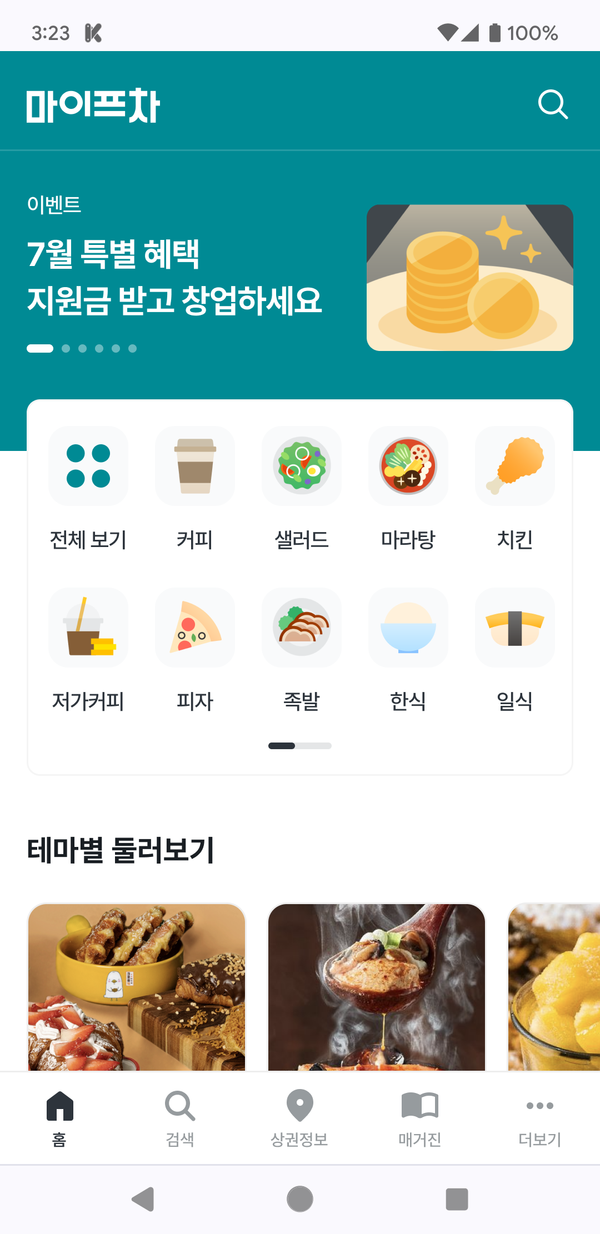 3:23
100%
마이프차
이벤트
7월 특별 혜택
지원금 받고 창업하세요
전체 보기
커피
샐러드
마라탕
치킨
저가커피
피자
족발
한식
일식
테마별 둘러보기
홈
검색
상권정보
매거진
더보기